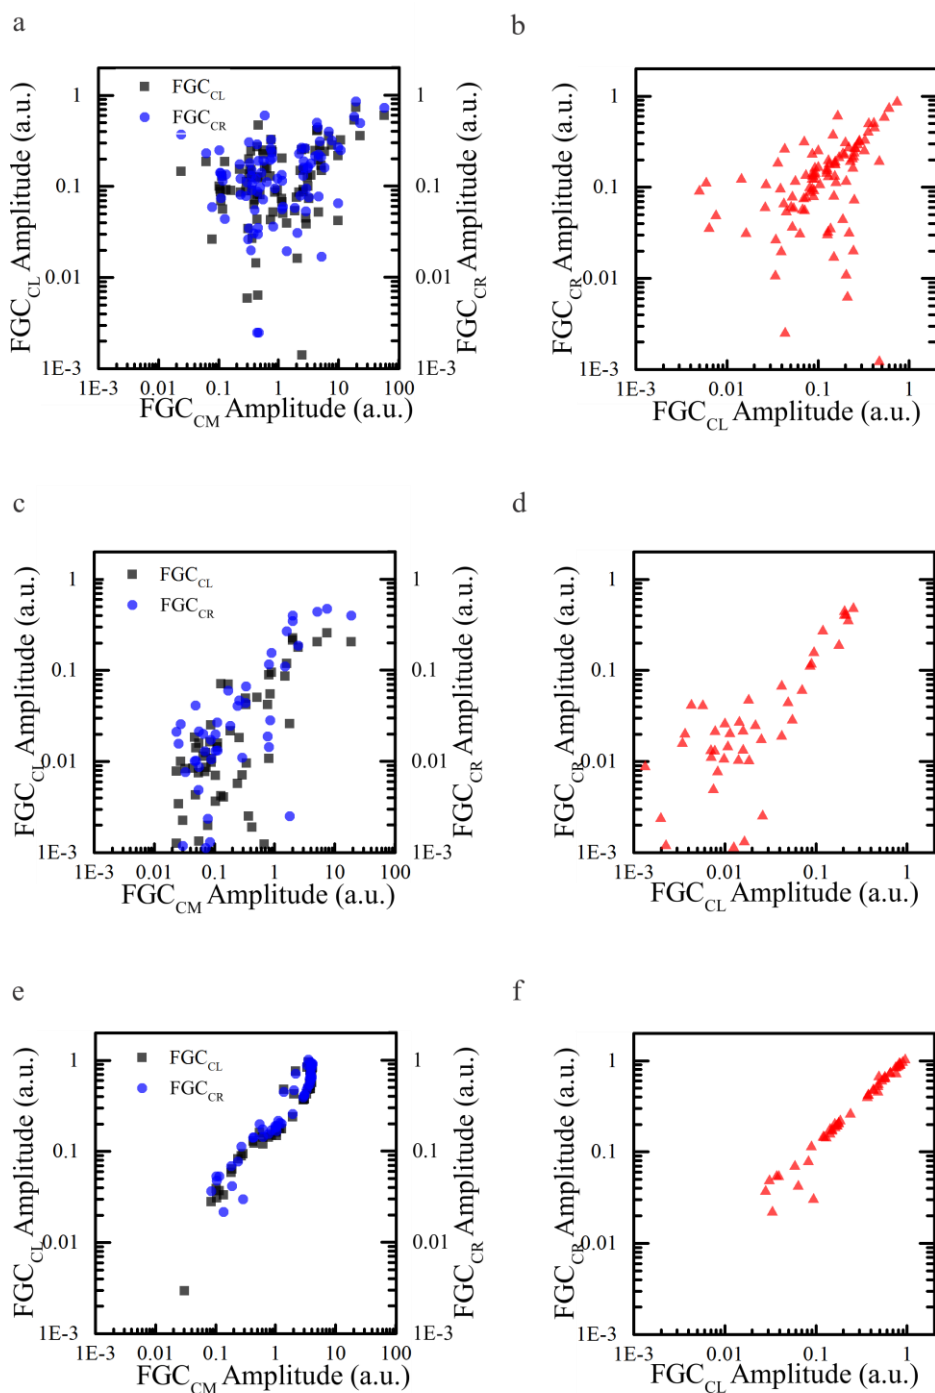 a
FGC_CL Amplitude (a.u.)
1
0.1
0.01
1E-3
FGC_CL
FGC_CR
1
0.1
0.01
1E-3
FGC_CR Amplitude (a.u.)
1E-3 0.01 0.1 1 10 100
FGC_CM Amplitude (a.u.)
b
FGC_CR Amplitude (a.u.)
1
0.1
0.01
1E-3
1E-3 0.01 0.1 1
FGC_CL Amplitude (a.u.)
c
FGC_CL Amplitude (a.u.)
1
0.1
0.01
1E-3
FGC_CL
FGC_CR
1
0.1
0.01
1E-3
FGC_CR Amplitude (a.u.)
1E-3 0.01 0.1 1 10 100
FGC_CM Amplitude (a.u.)
d
FGC_CR Amplitude (a.u.)
1
0.1
0.01
1E-3
1E-3 0.01 0.1 1
FGC_CL Amplitude (a.u.)
e
FGC_CL Amplitude (a.u.)
1
0.1
0.01
1E-3
FGC_CL
FGC_CR
1
0.1
0.01
1E-3
FGC_CR Amplitude (a.u.)
1E-3 0.01 0.1 1 10 100
FGC_CM Amplitude (a.u.)
f
FGC_CR Amplitude (a.u.)
1
0.1
0.01
1E-3
1E-3 0.01 0.1 1
FGC_CL Amplitude (a.u.)